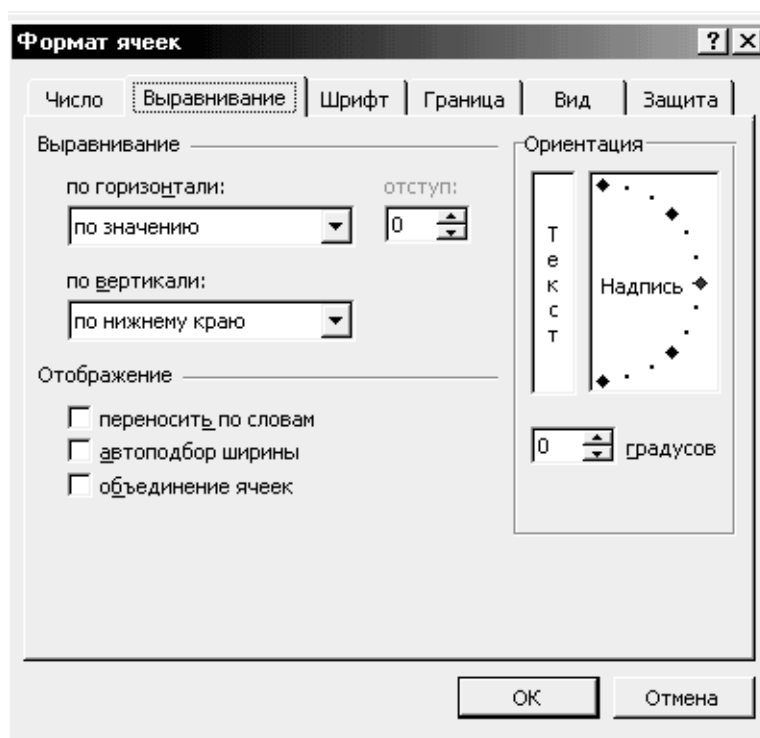 Формат ячеек
Число Выравнивание Шрифт Граница Вид Защита
Выравнивание
по горизонтали: отступ:
по значению 0
по вертикали:
по нижнему краю
Отображение
переносить по словам
автоподбор ширины
объединение ячеек
Ориентация
Текст
Надпись
0 градусов
ОК Отмена